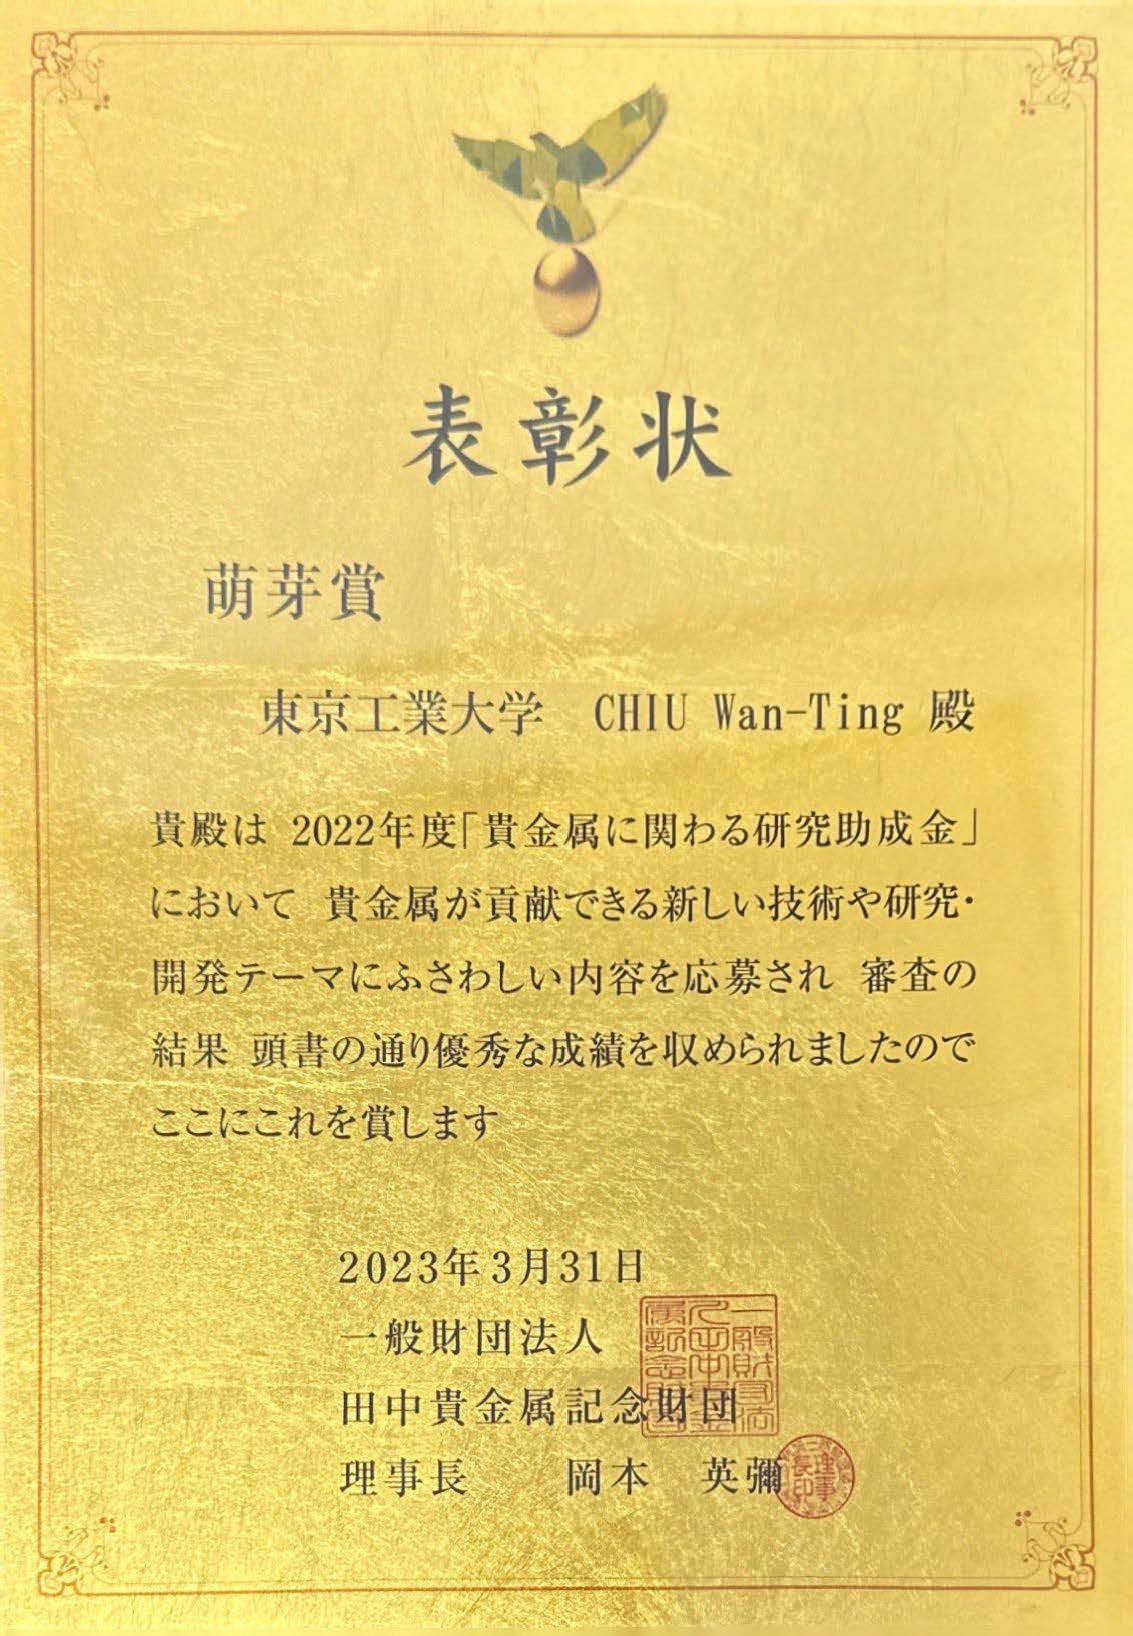 表彰状
萌芽賞
東京工業大学 CHIU Wan-Ting 殿
貴殿は 2022年度「貴金属に関わる研究助成金」
において 貴金属が貢献できる新しい技術や研究・
開発テーマにふさわしい内容を応募され 審査の
結果 頭書の通り優秀な成績を収められましたので
ここにこれを賞します
2023年3月31日
一般財団法人
田中貴金属記念財団
理事長 岡本 英彌